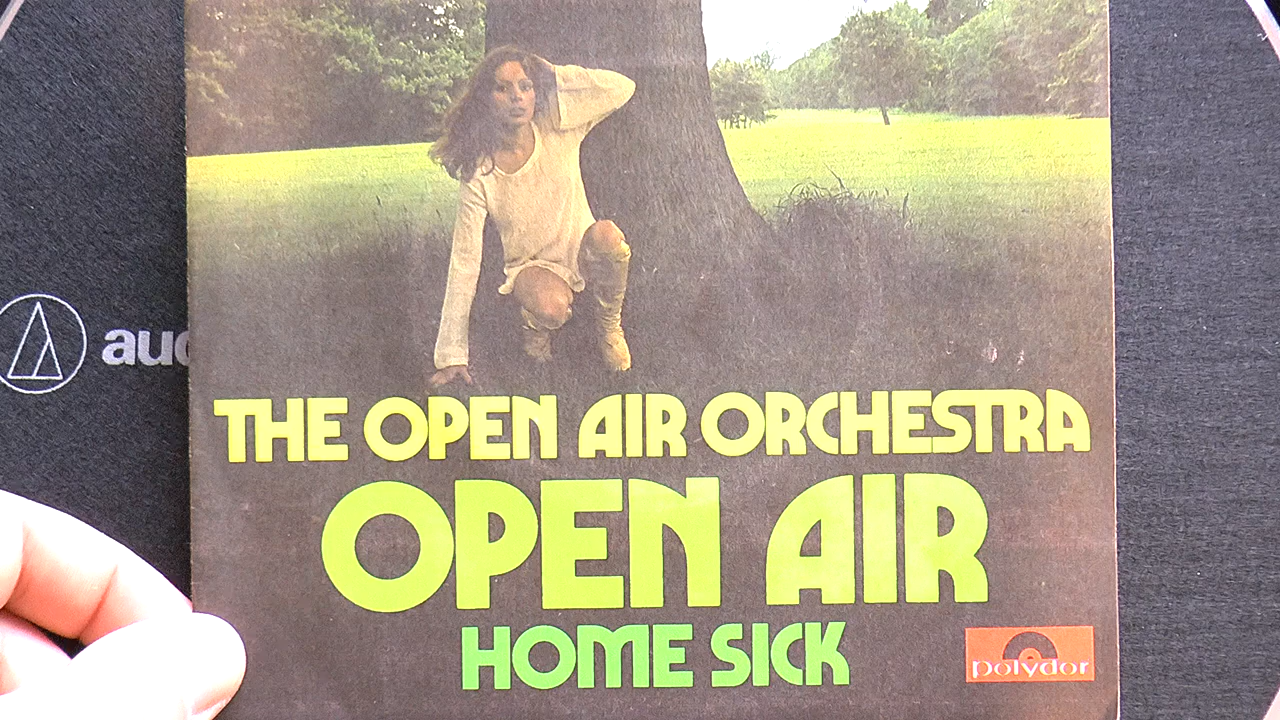 THE OPEN AIR ORCHESTRA
OPEN AIR
HOME SICK
polydor